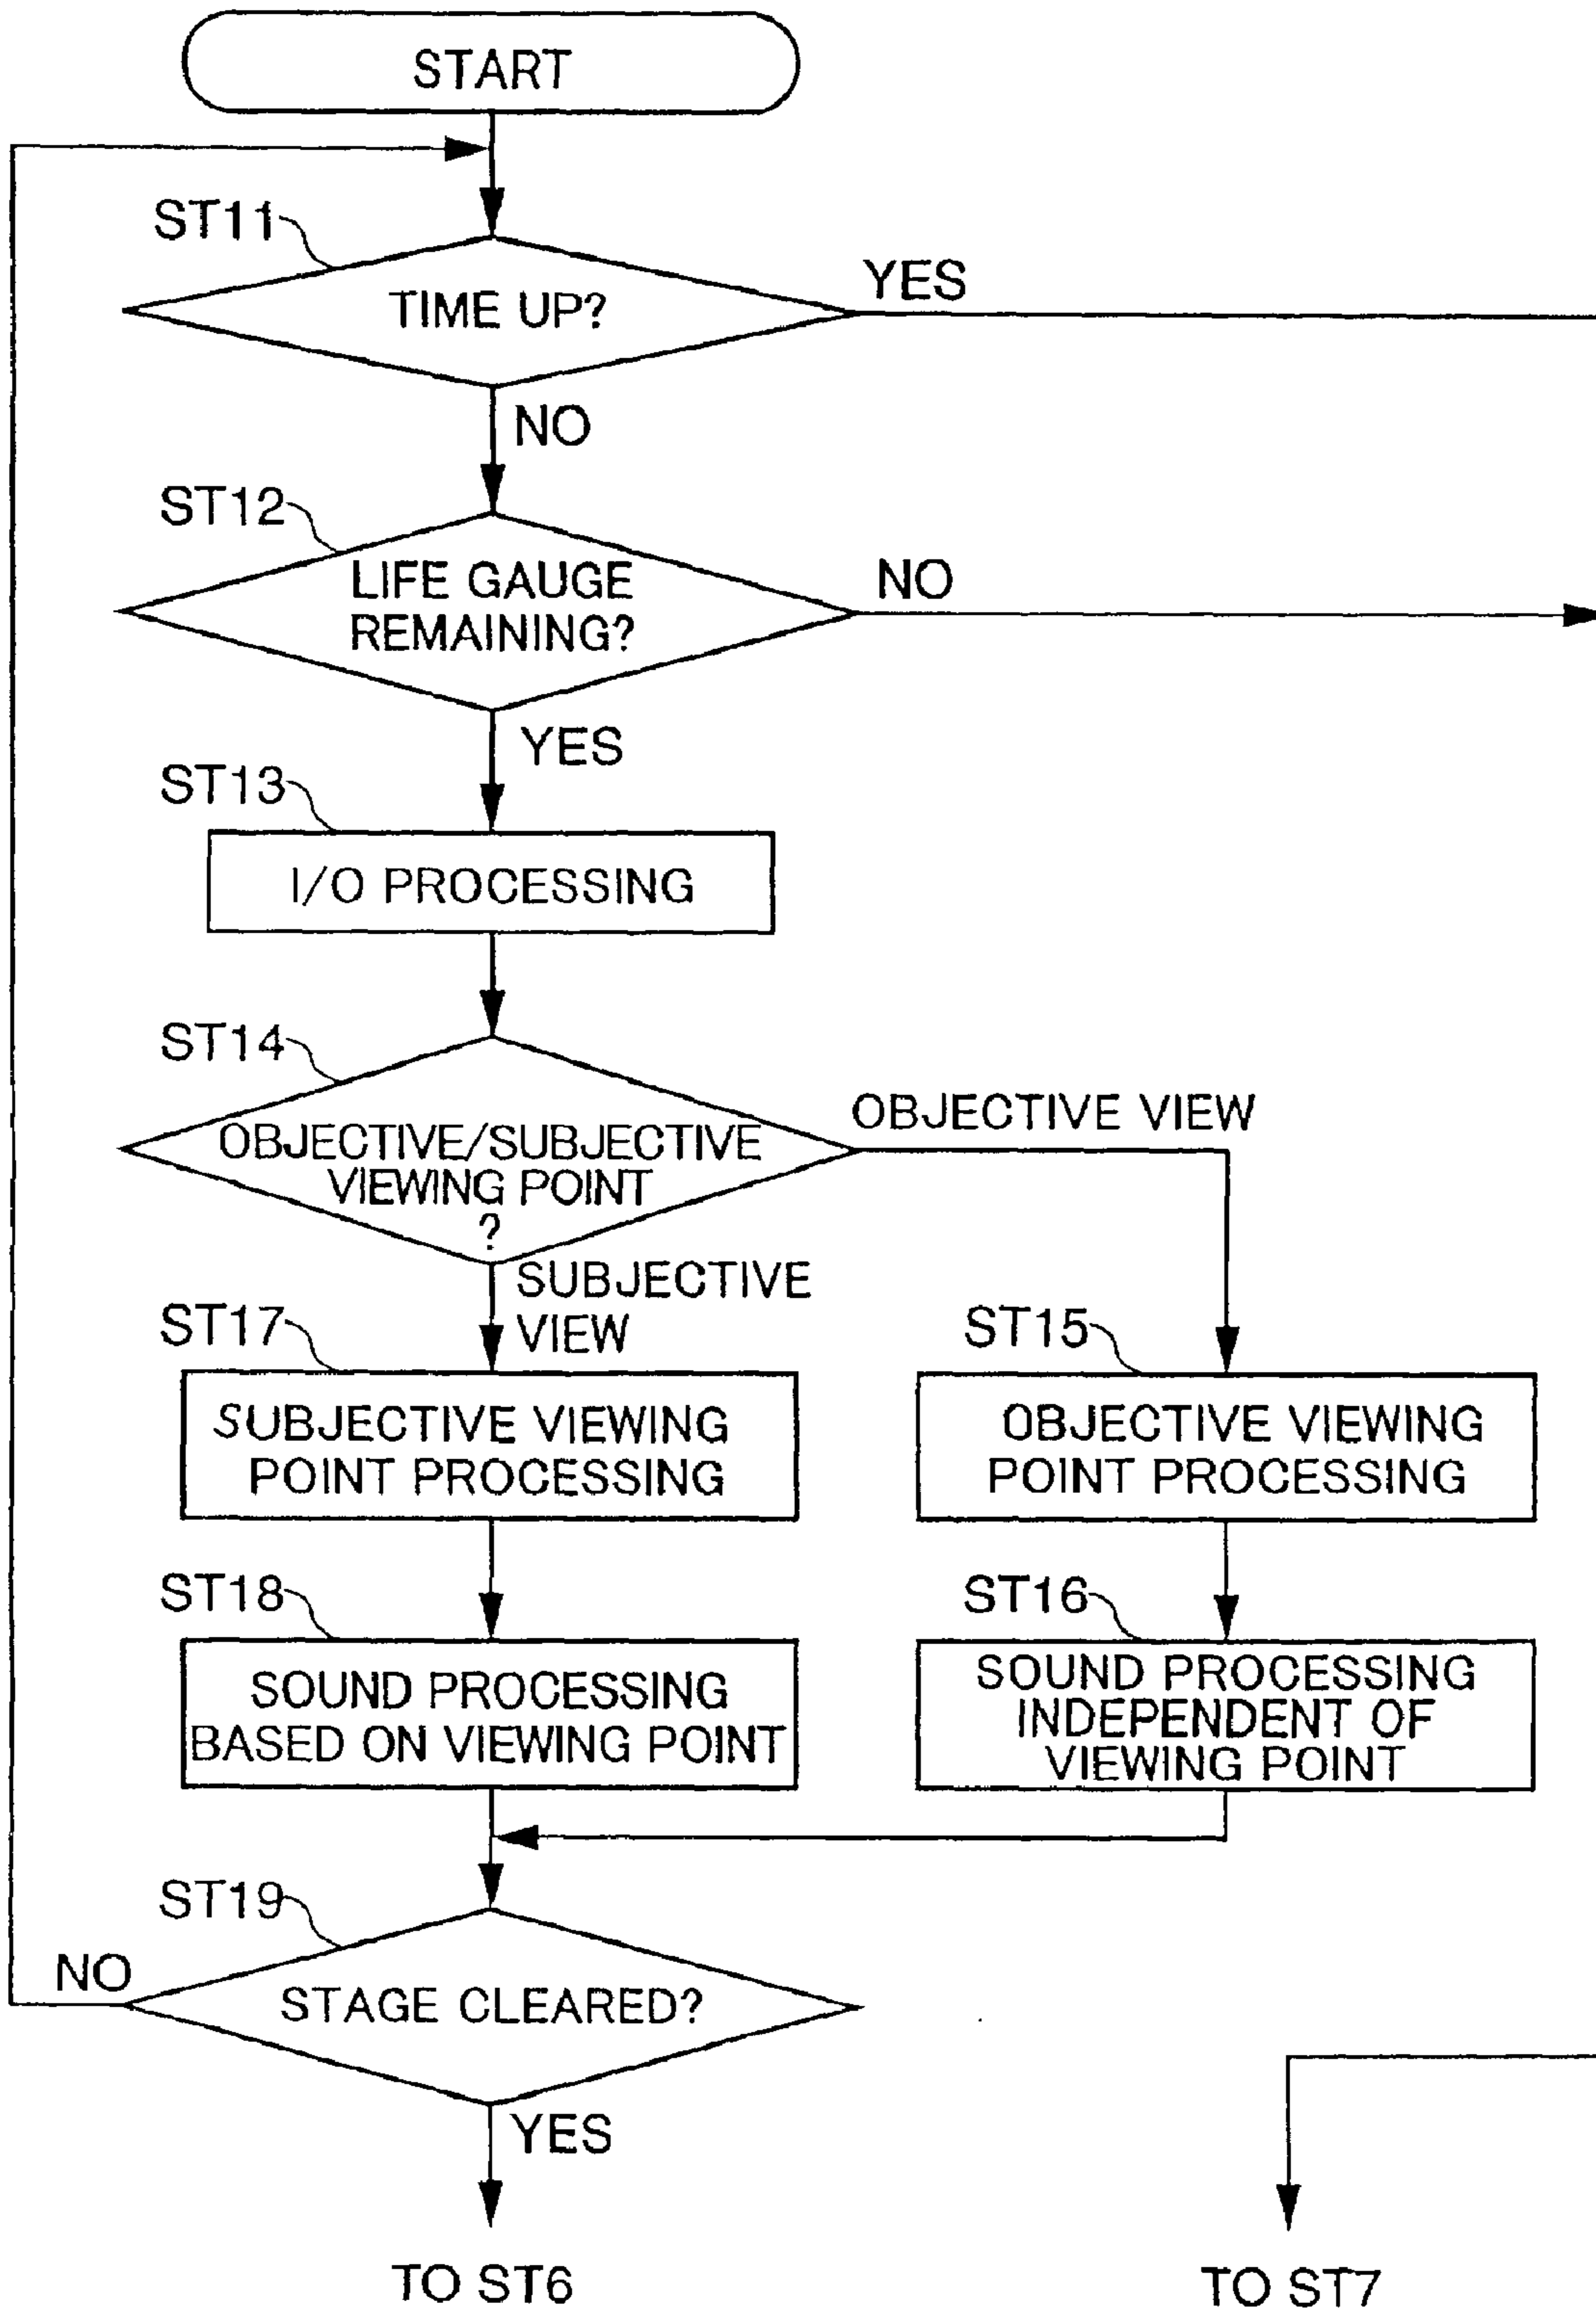 START
ST11
TIME UP?
YES
NO
ST12
LIFE GAUGE
REMAINING?
NO
YES
ST13
I/O PROCESSING
ST14
OBJECTIVE/SUBJECTIVE
VIEWING POINT
?
OBJECTIVE VIEW
SUBJECTIVE
VIEW
ST17
SUBJECTIVE VIEWING
POINT PROCESSING
ST15
OBJECTIVE VIEWING
POINT PROCESSING
ST18
SOUND PROCESSING
BASED ON VIEWING POINT
ST16
SOUND PROCESSING
INDEPENDENT OF
VIEWING POINT
ST19
NO
STAGE CLEARED?
YES
TO ST6
TO ST7